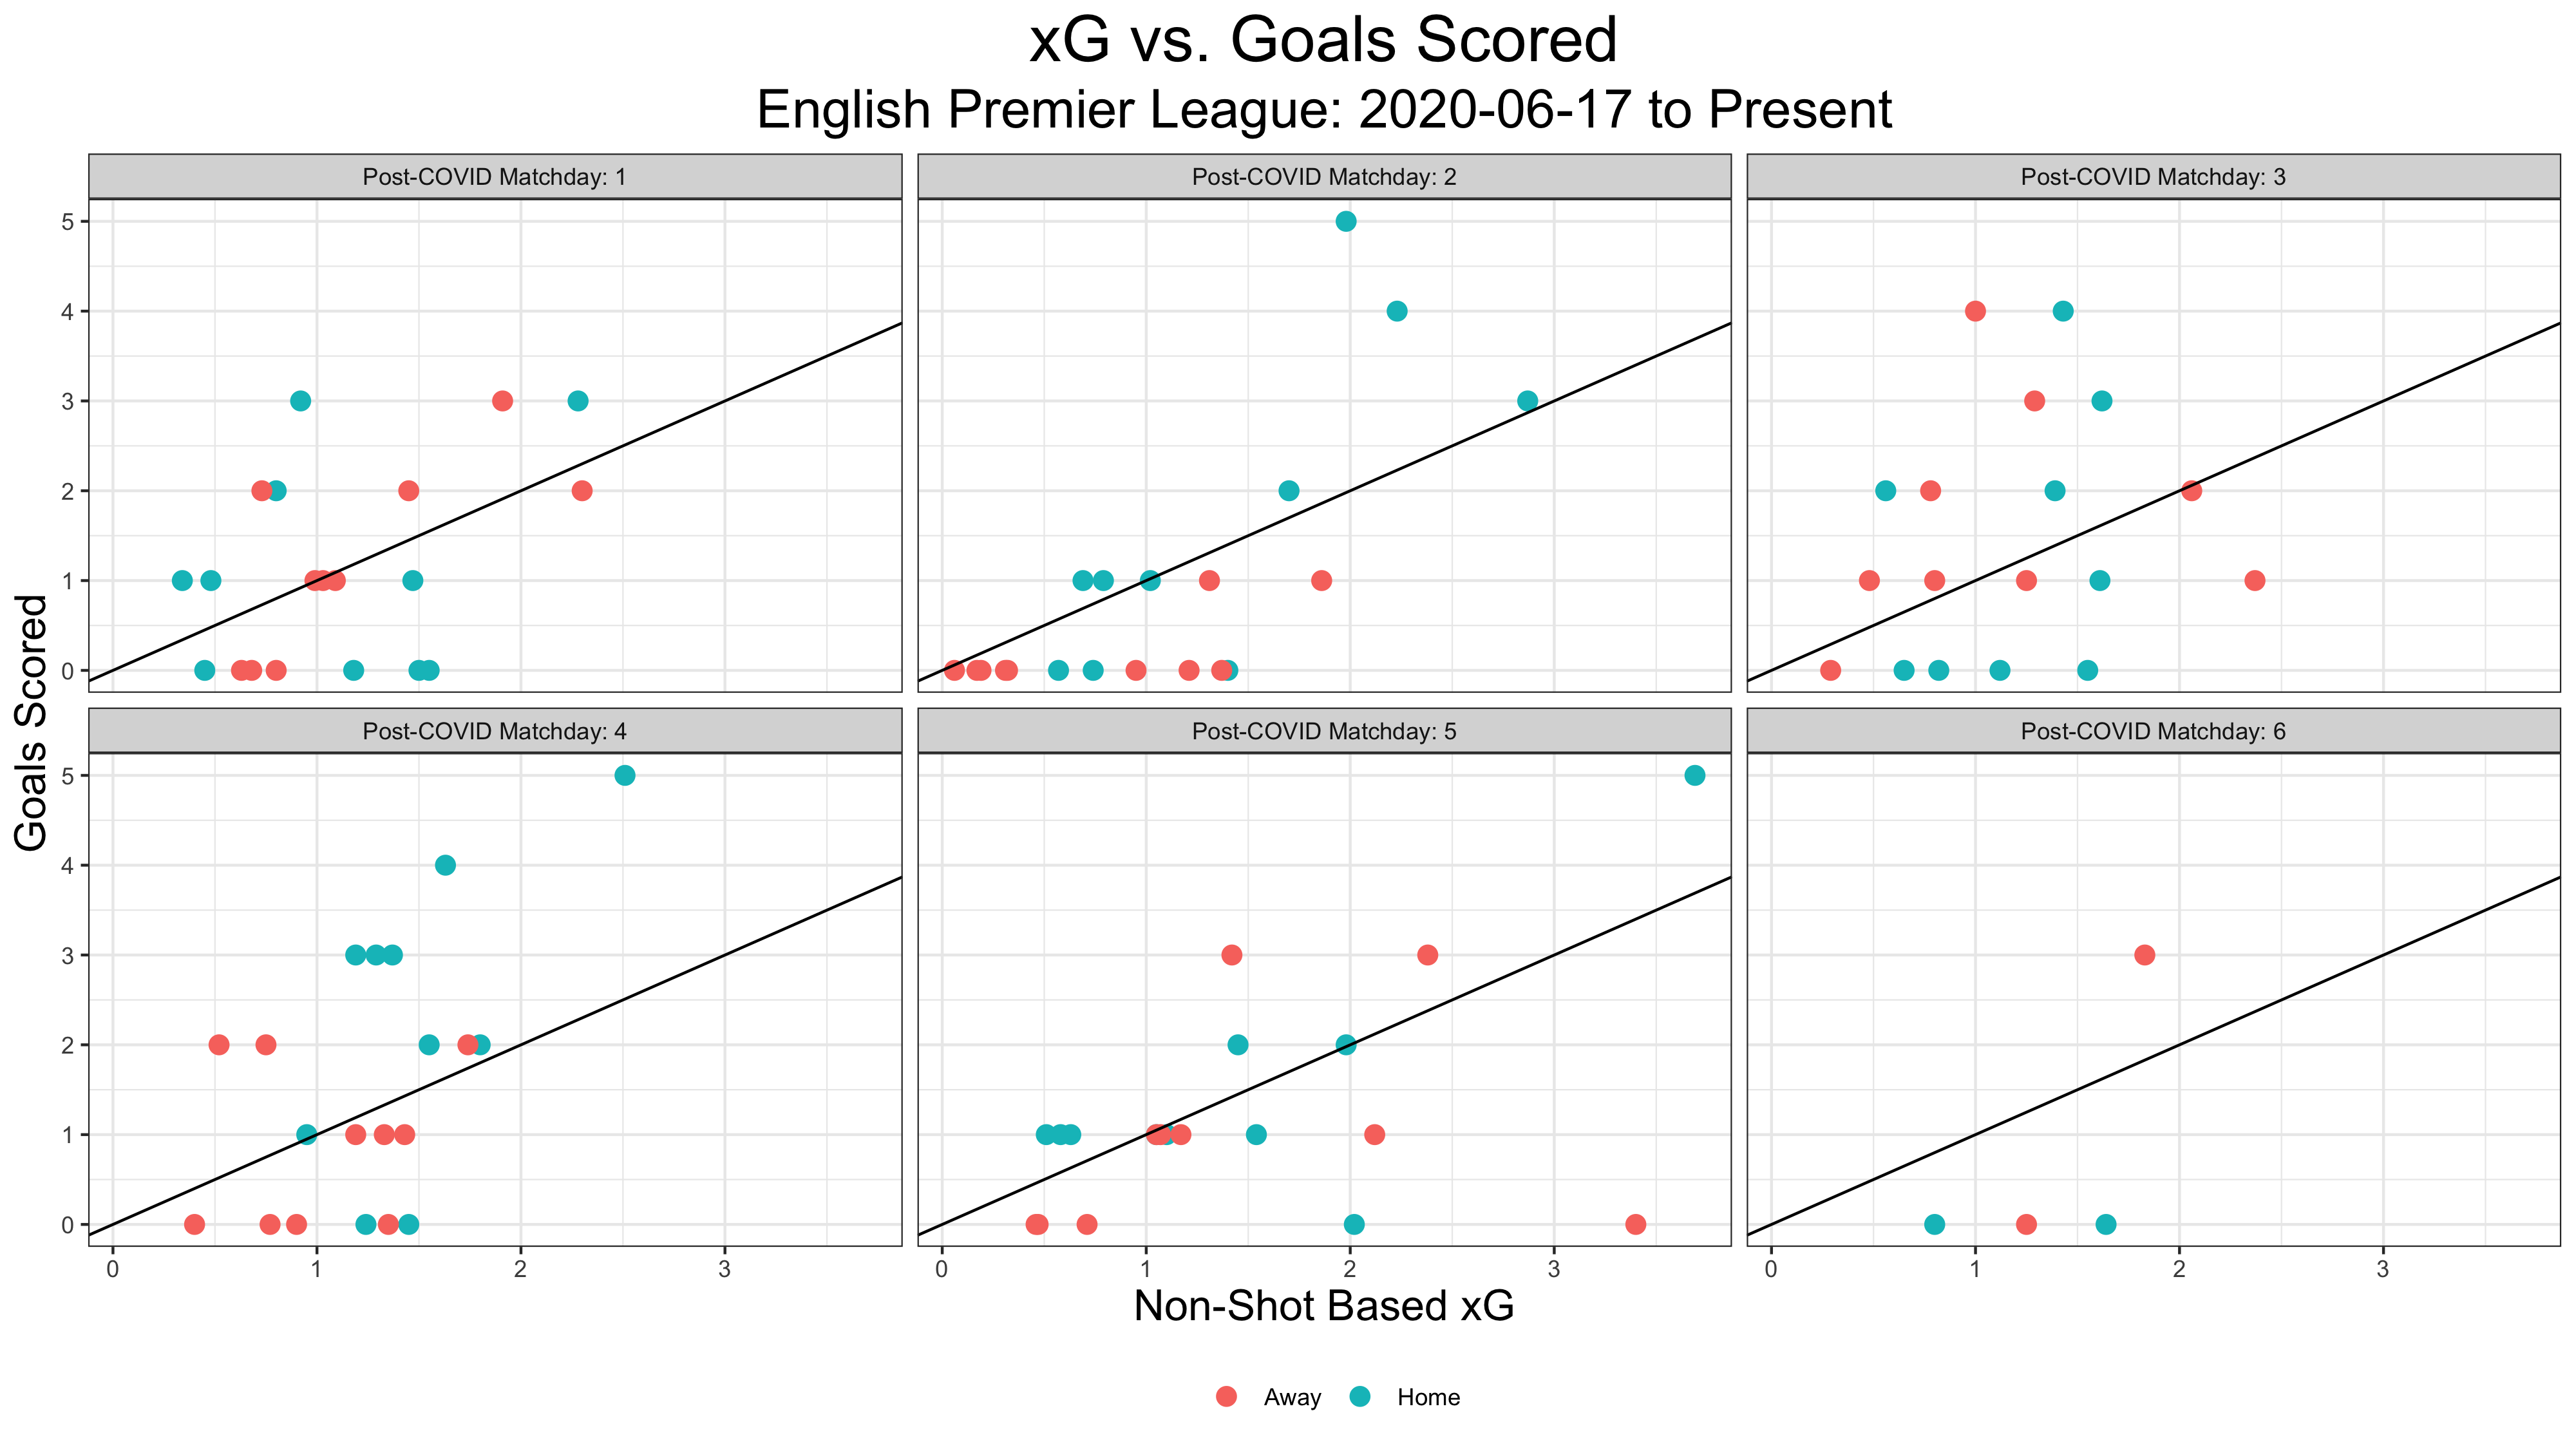 xG vs. Goals Scored
English Premier League: 2020-06-17 to Present
Post-COVID Matchday: 1
Post-COVID Matchday: 2
Post-COVID Matchday: 3
5
4
3
2
1
0
Post-COVID Matchday: 4
Post-COVID Matchday: 5
Post-COVID Matchday: 6
5
4
3
2
1
0
Goals Scored
0 1 2 3
0 1 2 3
0 1 2 3
Non-Shot Based xG
Away Home